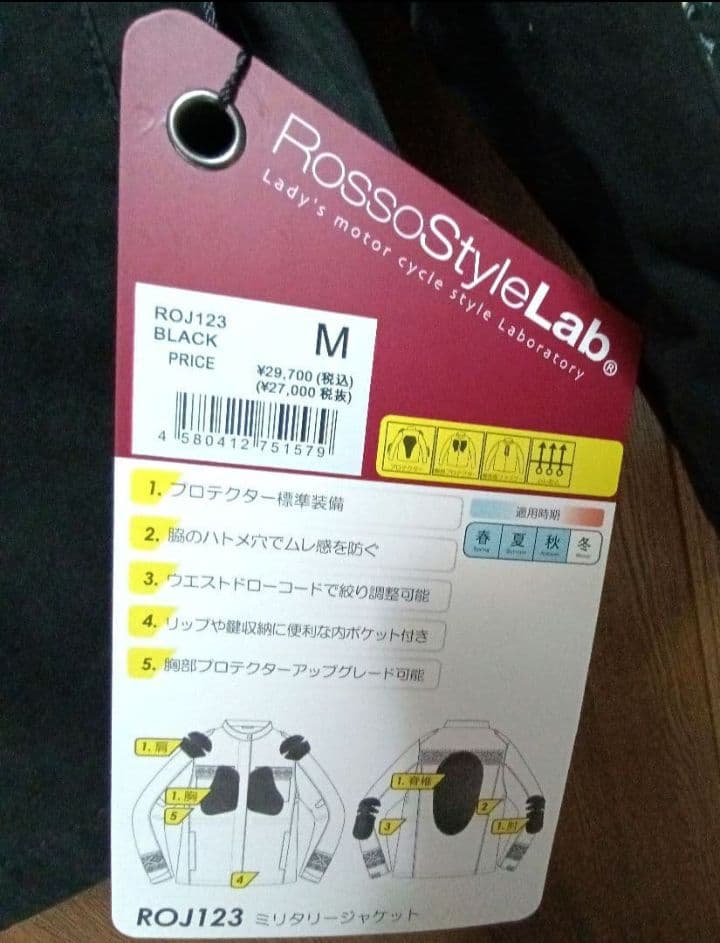 RossoStyleLab®
Lady's motor cycle style Laboratory
ROJ123
BLACK
M
PRICE
¥29,700 (税込)
(¥27,000 税抜)
4 580412 751579
プロテクター
1. プロテクター標準装備
2. 脇のハトメ穴でムレ感を防ぐ
3. ウエストドローコードで絞り調整可能
4. リップや鍵収納に便利な内ポケット付き
5. 胸部プロテクターアップグレード可能
適用時期
春 夏 秋 冬
1. 肩
1. 胸
5
4
1. 脊椎
2
3
1. 肘
ROJ123 ミリタリージャケット